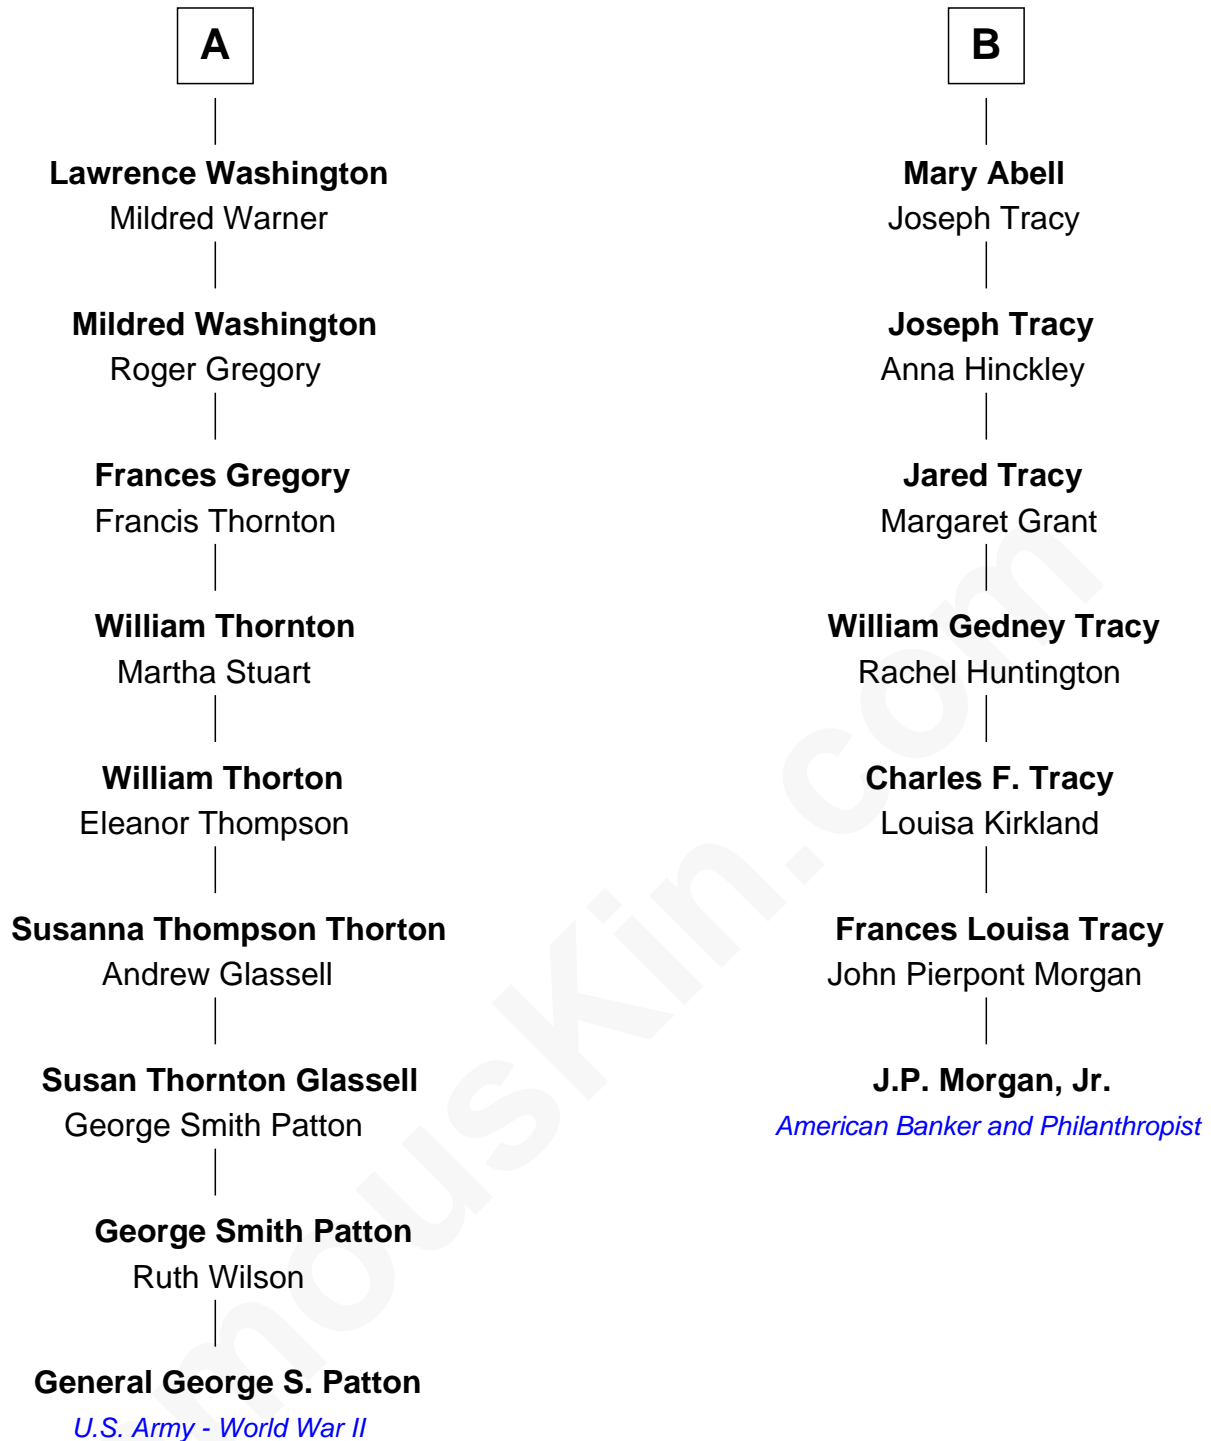 A
Lawrence Washington
Mildred Warner
Mildred Washington
Roger Gregory
Frances Gregory
Francis Thornton
William Thornton
Martha Stuart
William Thorton
Eleanor Thompson
Susanna Thompson Thorton
Andrew Glassell
Susan Thornton Glassell
George Smith Patton
George Smith Patton
Ruth Wilson
General George S. Patton
U.S. Army - World War II
B
Mary Abell
Joseph Tracy
Joseph Tracy
Anna Hinckley
Jared Tracy
Margaret Grant
William Gedney Tracy
Rachel Huntington
Charles F. Tracy
Louisa Kirkland
Frances Louisa Tracy
John Pierpont Morgan
J.P. Morgan, Jr.
American Banker and Philanthropist
mousKin.com